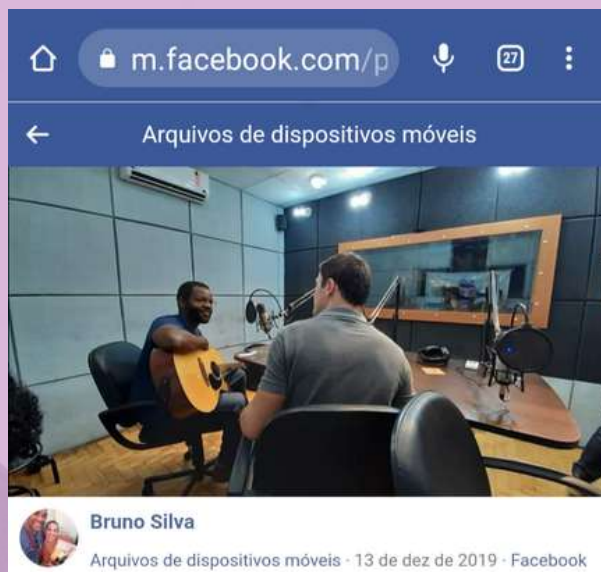 m.facebook.com/p
27
Arquivos de dispositivos móveis
Bruno Silva
Arquivos de dispositivos móveis · 13 de dez de 2019 · Facebook